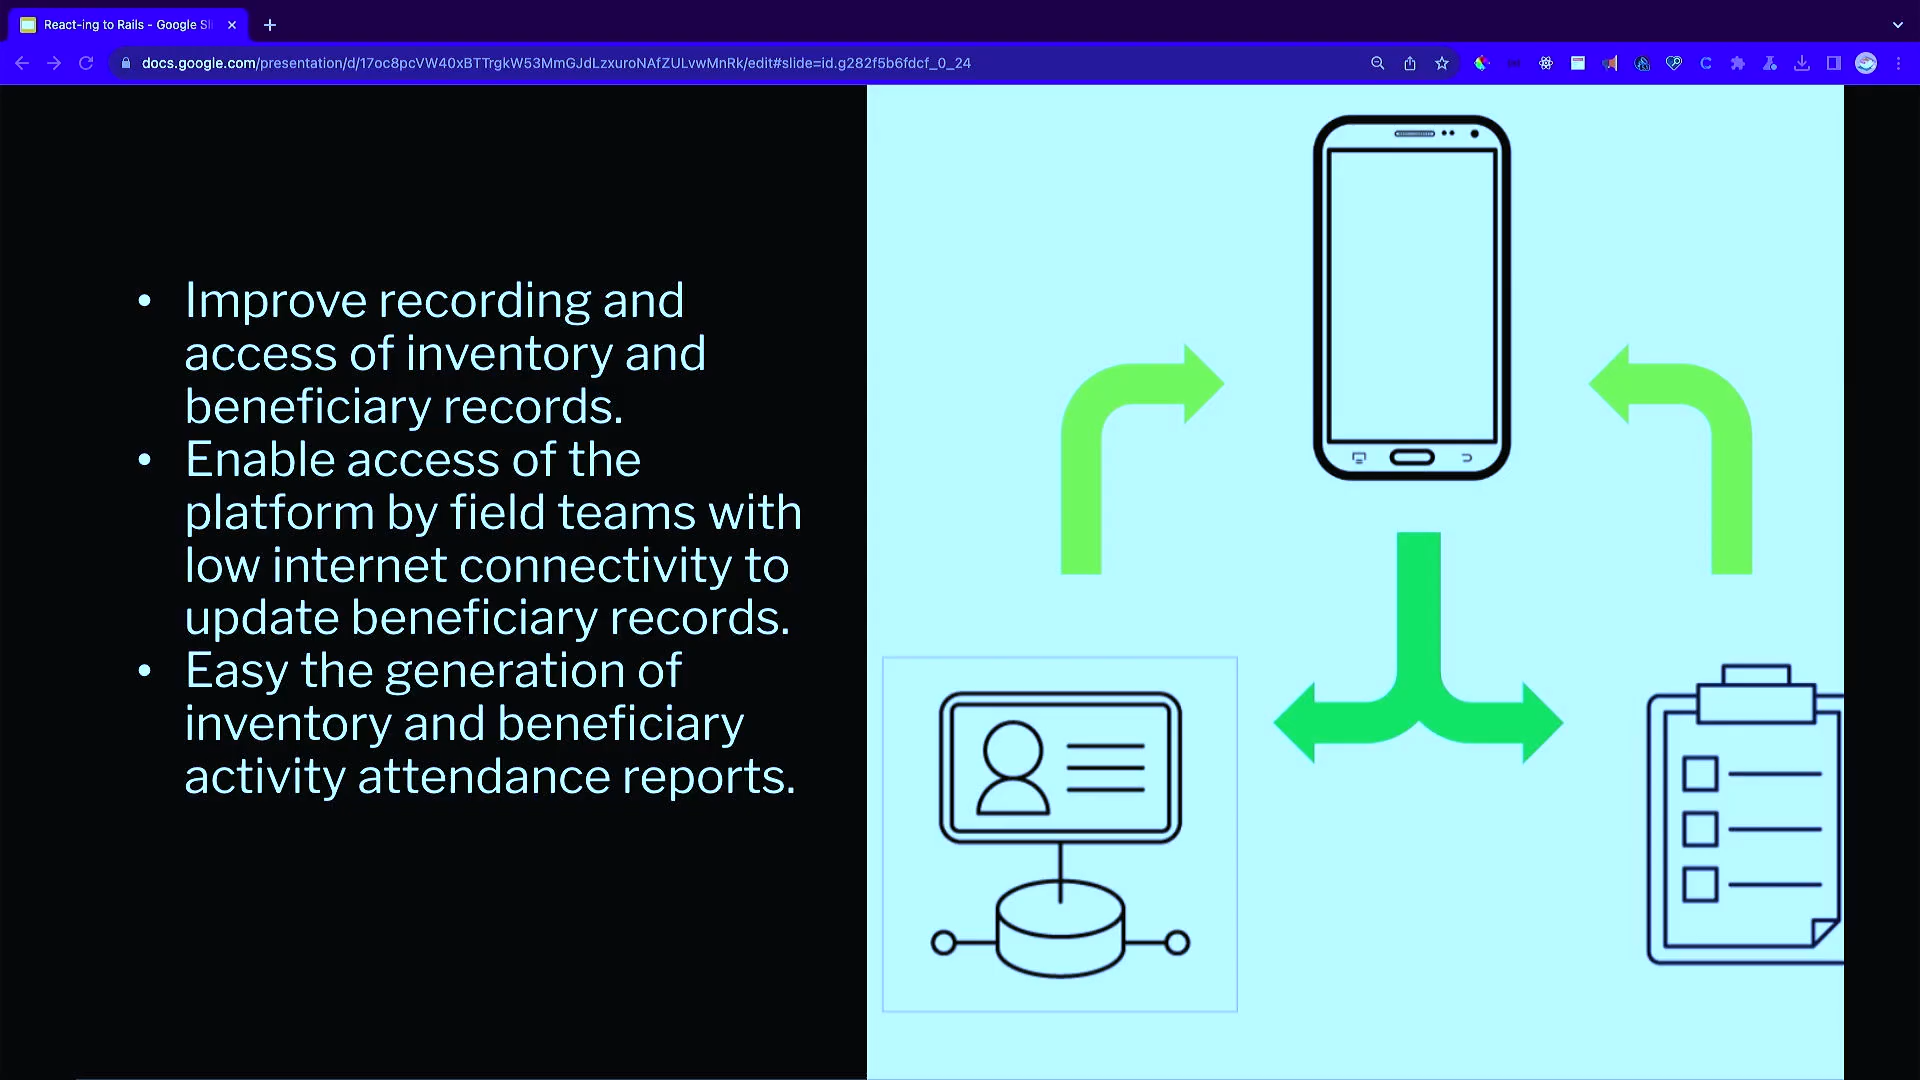 React-ing to Rails - Google Sli
docs.google.com/presentation/d/17oc8pcVW40xBTTrgkW53MmGJdLzxuroNAfZULvwMnRk/edit#slide=id.g282f5b6fdcf_0_24
• Improve recording and
access of inventory and
beneficiary records.
• Enable access of the
platform by field teams with
low internet connectivity to
update beneficiary records.
• Easy the generation of
inventory and beneficiary
activity attendance reports.